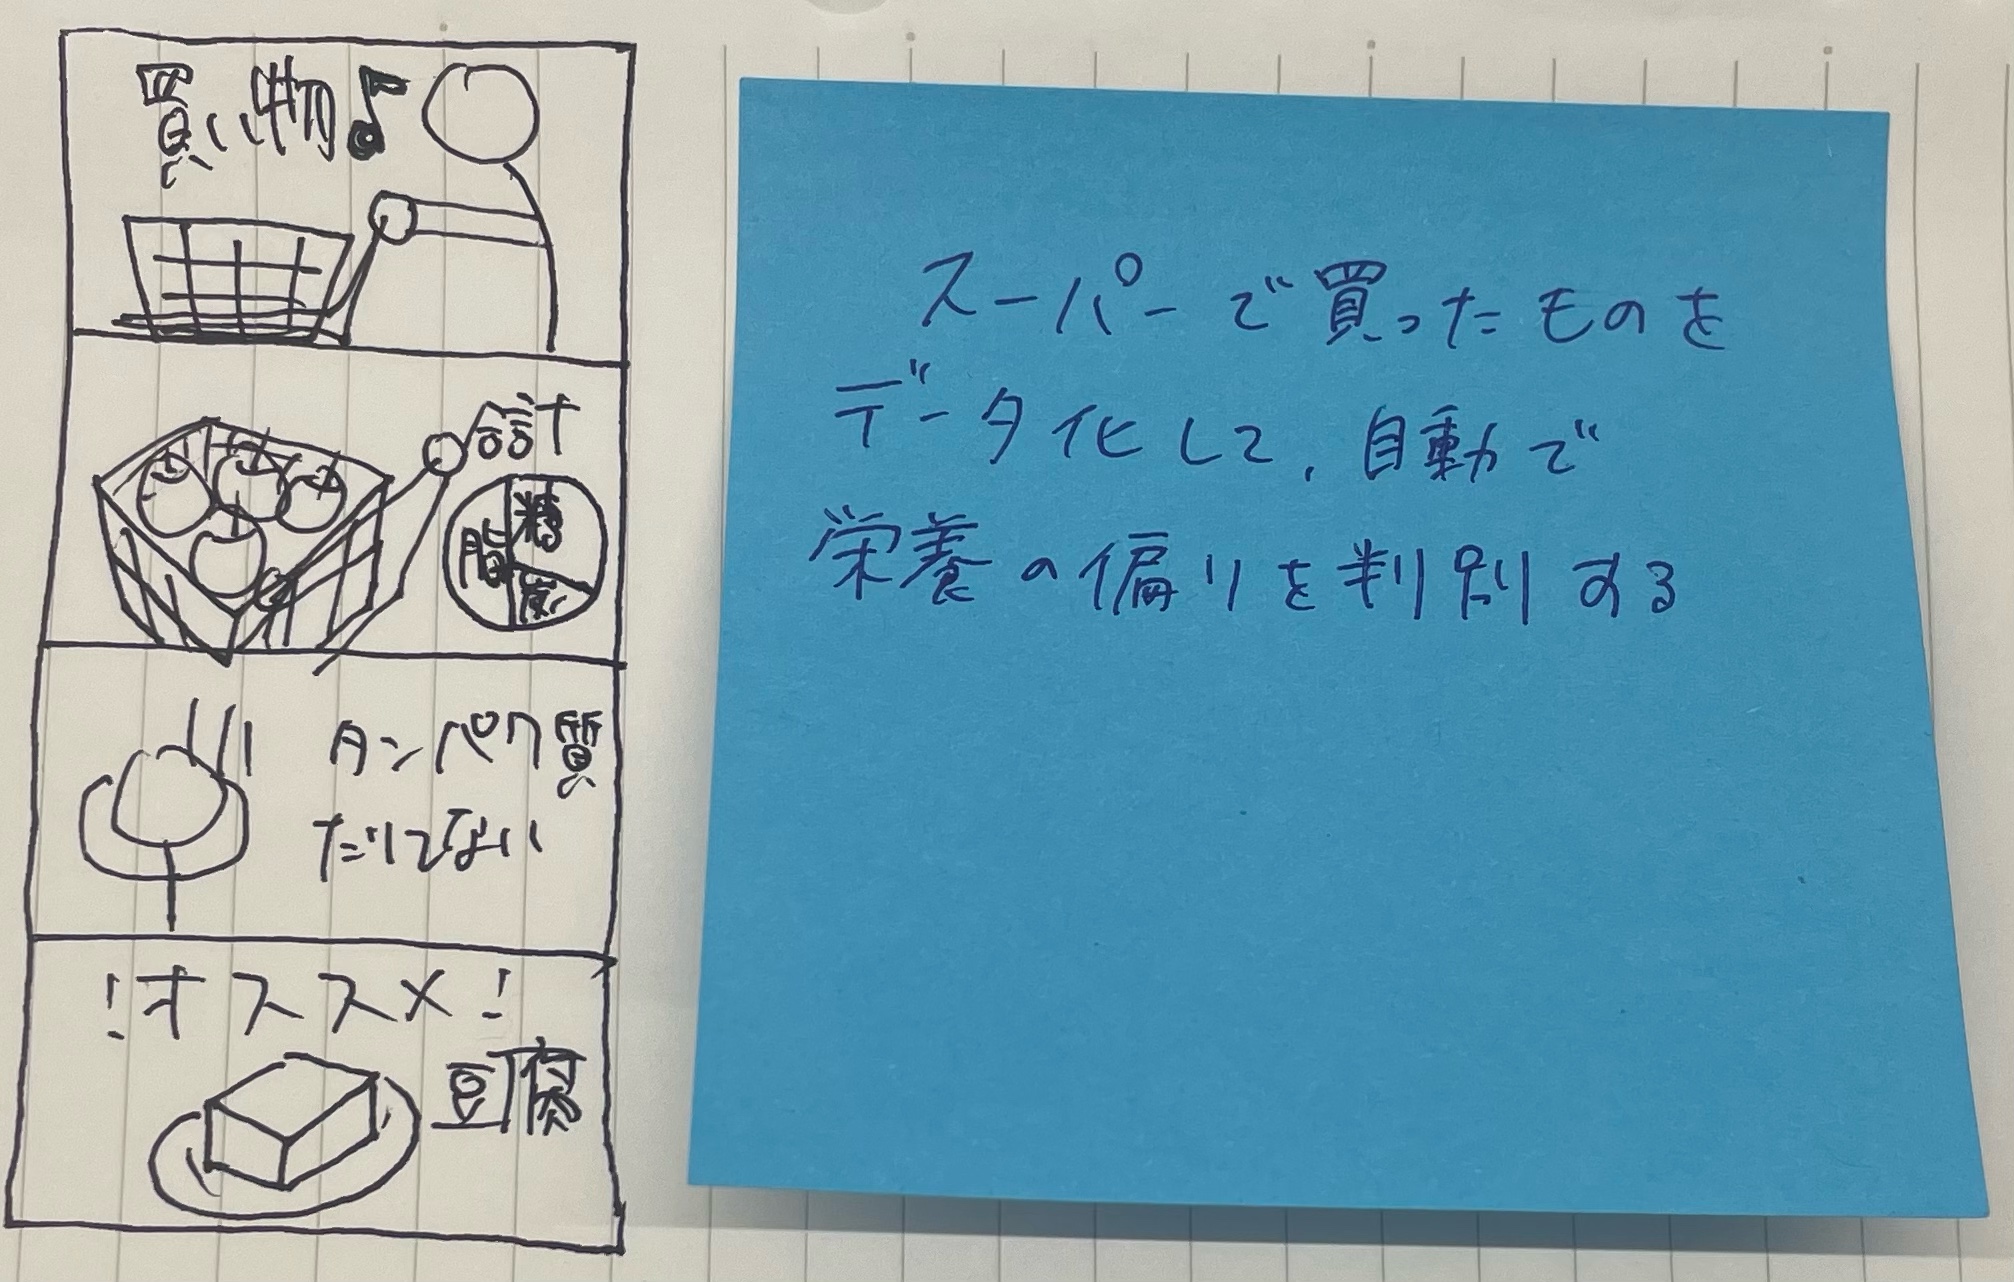 買い物♪
合計
脂
糖
炭
タンパク質
たりてない
！オススメ！
豆腐
スーパーで買ったものを
データ化して、自動で
栄養の偏りを判別する